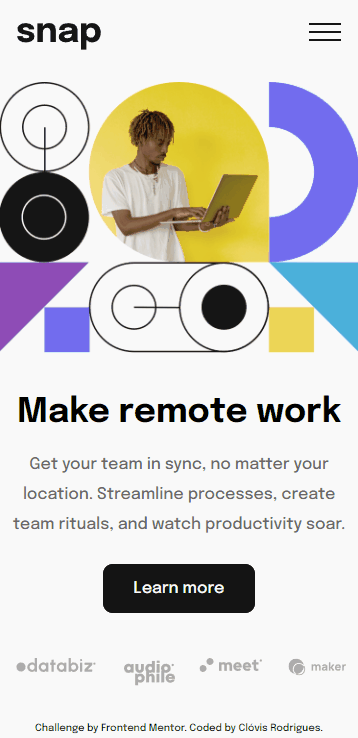 snap
Make remote work
Get your team in sync, no matter your
location. Streamline processes, create
team rituals, and watch productivity soar.
Learn more
databiz
audiophile
meet
maker
Challenge by Frontend Mentor. Coded by Clóvis Rodrigues.